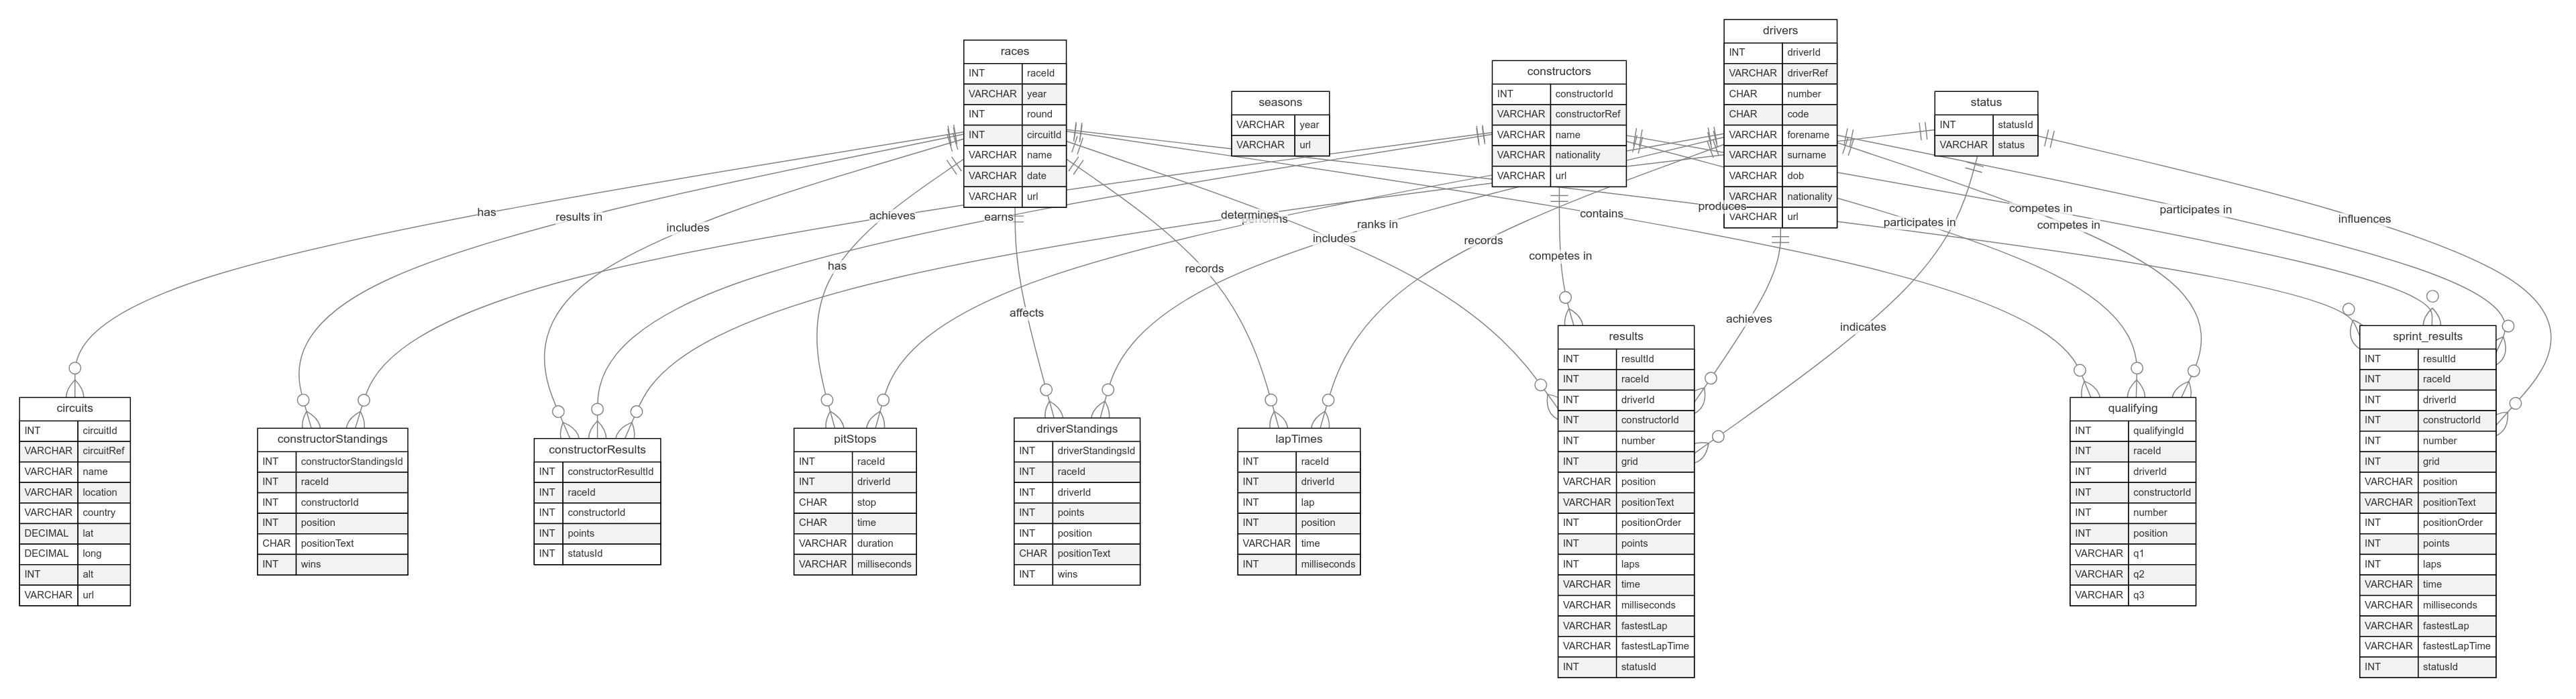 races
INT raceId
VARCHAR year
INT round
INT circuitId
VARCHAR name
VARCHAR date
VARCHAR url
seasons
VARCHAR year
VARCHAR url
constructors
INT constructorId
VARCHAR constructorRef
VARCHAR name
VARCHAR nationality
VARCHAR url
drivers
INT driverId
VARCHAR driverRef
CHAR number
CHAR code
VARCHAR forename
VARCHAR surname
VARCHAR dob
VARCHAR nationality
VARCHAR url
status
INT statusId
VARCHAR status
has
results in
includes
achieves
earns
determines
ranks in
includes
records
contains
produces
participates in
competes in
competes in
participates in
influences
has
records
competes in
affects
achieves
indicates
circuits
INT circuitId
VARCHAR circuitRef
VARCHAR name
VARCHAR location
VARCHAR country
DECIMAL lat
DECIMAL long
INT alt
VARCHAR url
constructorStandings
INT constructorStandingsId
INT raceId
INT constructorId
INT position
CHAR positionText
INT wins
constructorResults
INT constructorResultId
INT raceId
INT constructorId
INT points
INT statusId
pitStops
INT raceId
INT driverId
CHAR stop
CHAR time
VARCHAR duration
VARCHAR milliseconds
driverStandings
INT driverStandingsId
INT raceId
INT driverId
INT points
INT position
CHAR positionText
INT wins
lapTimes
INT raceId
INT driverId
INT lap
INT position
VARCHAR time
INT milliseconds
results
INT resultId
INT raceId
INT driverId
INT constructorId
INT number
INT grid
VARCHAR position
VARCHAR positionText
INT positionOrder
INT points
INT laps
VARCHAR time
VARCHAR milliseconds
VARCHAR fastestLap
VARCHAR fastestLapTime
INT statusId
qualifying
INT qualifyingId
INT raceId
INT driverId
INT constructorId
INT number
INT position
VARCHAR q1
VARCHAR q2
VARCHAR q3
sprint_results
INT resultId
INT raceId
INT driverId
INT constructorId
INT number
INT grid
VARCHAR position
VARCHAR positionText
INT positionOrder
INT points
INT laps
VARCHAR time
VARCHAR milliseconds
VARCHAR fastestLap
VARCHAR fastestLapTime
INT statusId